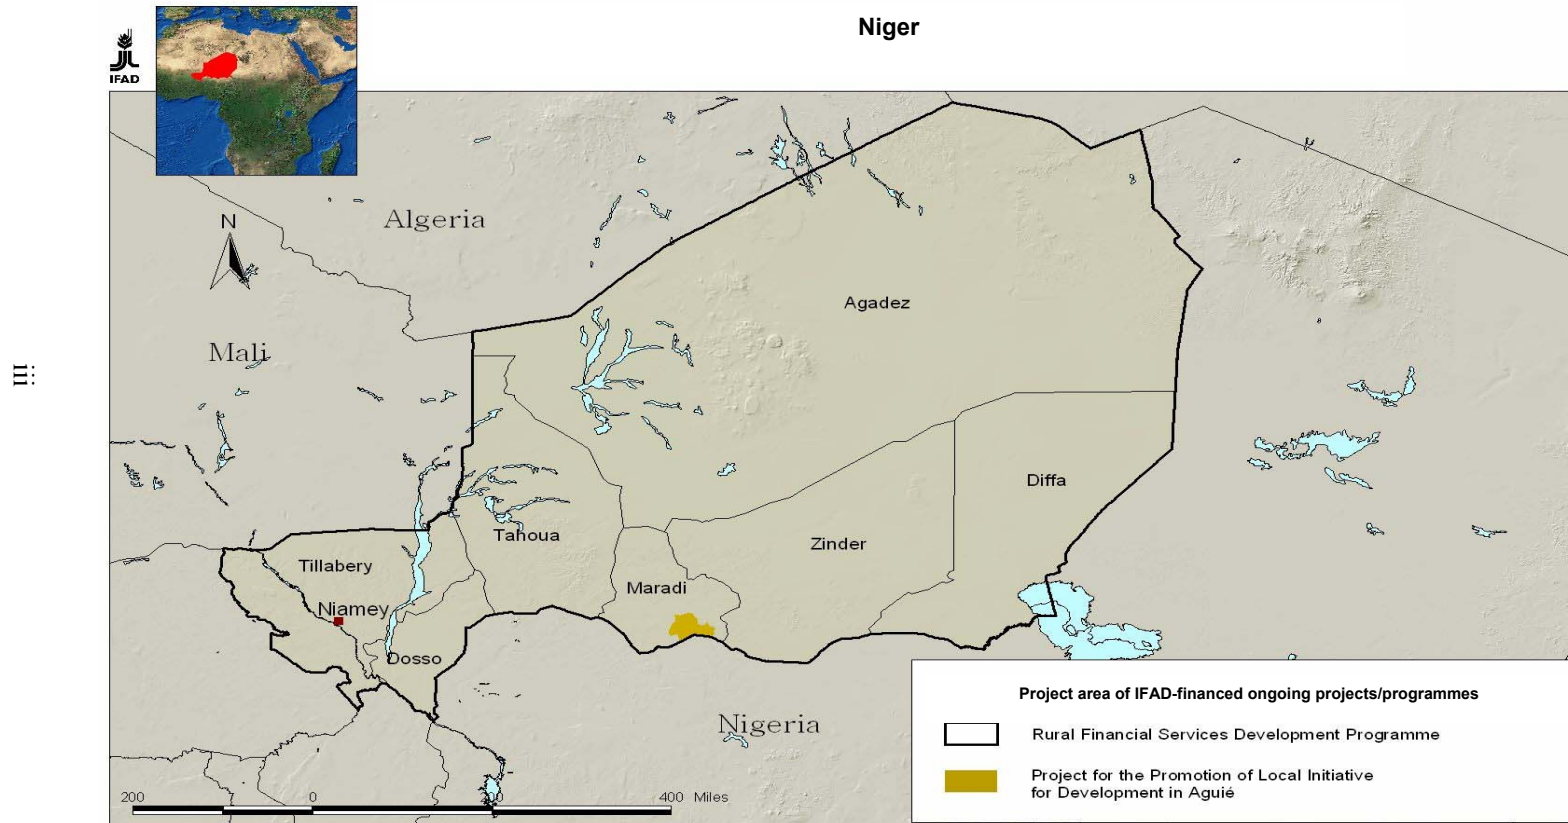 Niger
IFAD
N
Algeria
Mali
Agadez
iii
Diffa
Tahoua
Zinder
Tillabery
Maradi
Niamey
Dosso
Nigeria
Project area of IFAD-financed ongoing projects/programmes
Rural Financial Services Development Programme
Project for the Promotion of Local Initiative
for Development in Aguié
200 0 400 Miles